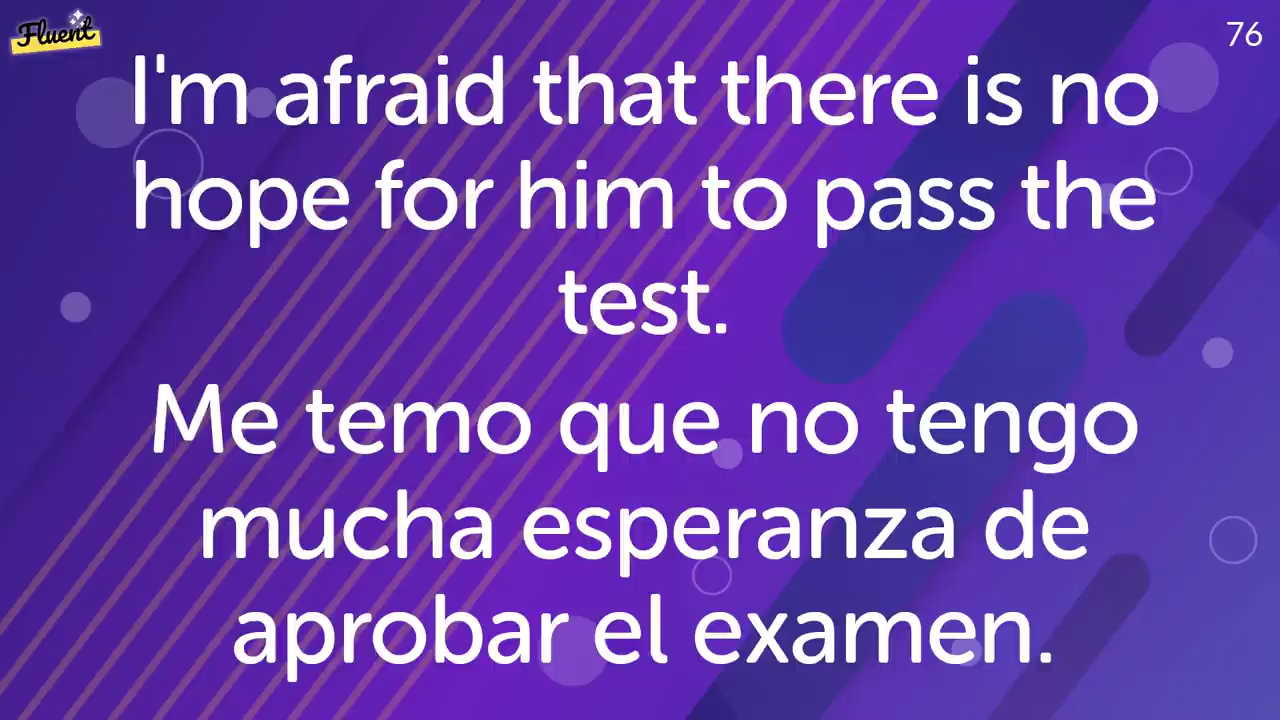 Fluent
76
I'm afraid that there is no
hope for him to pass the
test.
Me temo que no tengo
mucha esperanza de
aprobar el examen.